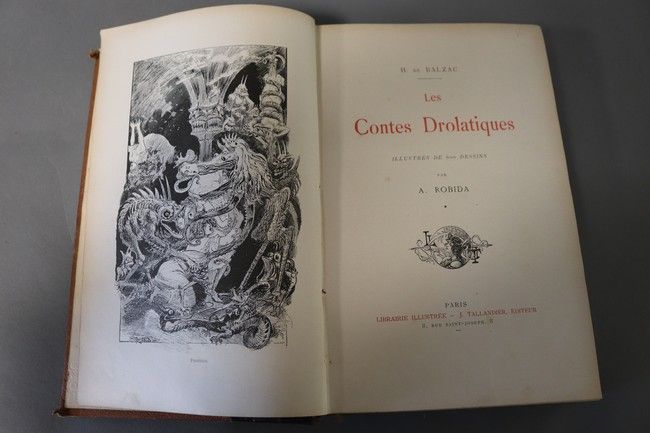 H. DE BALZAC
Les
Contes Drolatiques
ILLUSTRÉS DE 600 DESSINS
PAR
A. ROBIDA
PARIS
LIBRAIRIE ILLUSTRÉE — J. TALLANDIER, ÉDITEUR
8, RUE SAINT-JOSEPH, 8